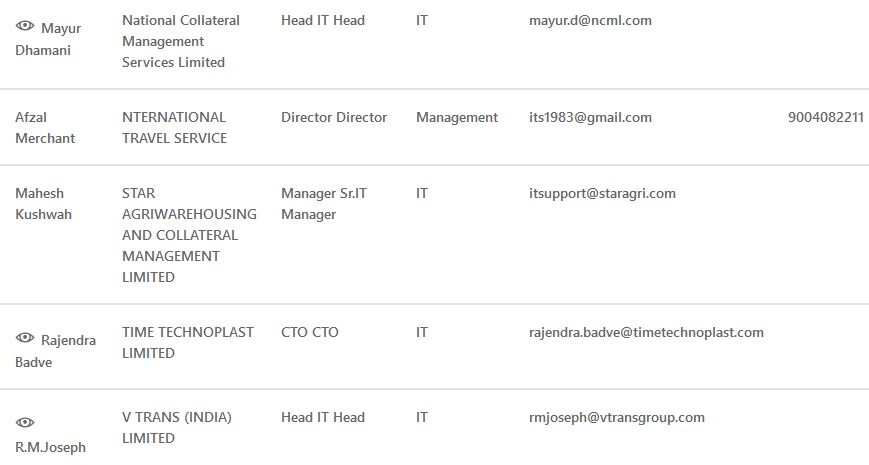 Mayur Dhamani National Collateral Management Services Limited Head IT Head IT mayur.d@ncml.com
Afzal Merchant NTERNATIONAL TRAVEL SERVICE Director Director Management its1983@gmail.com 9004082211
Mahesh Kushwah STAR AGRIWAREHOUSING AND COLLATERAL MANAGEMENT LIMITED Manager Sr.IT Manager IT itsupport@staragri.com
Rajendra Badve TIME TECHNOPLAST LIMITED CTO CTO IT rajendra.badve@timetechnoplast.com
R.M.Joseph V TRANS (INDIA) LIMITED Head IT Head IT rmjoseph@vtransgroup.com